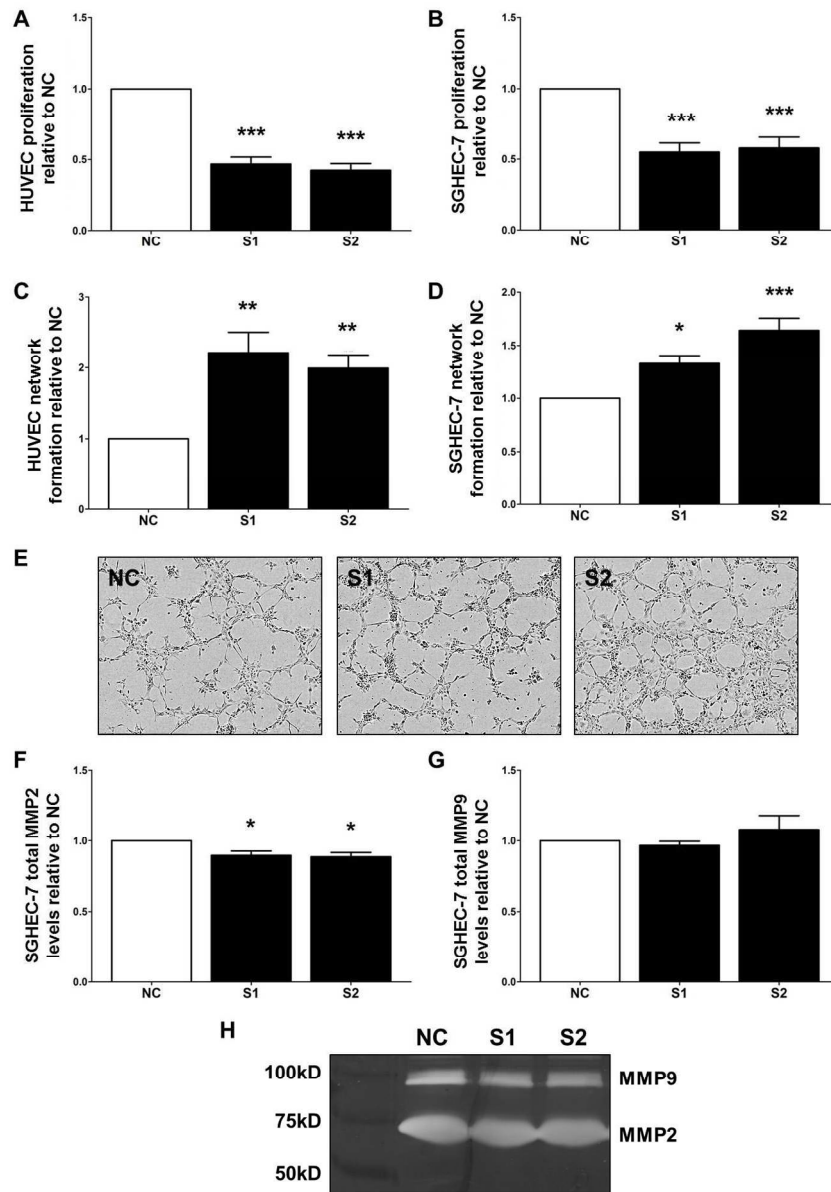 A
HUVEC proliferation
relative to NC
1.0
0.5
0.0
***
***
NC S1 S2
B
SGHEC-7 proliferation
relative to NC
1.0
0.5
0.0
***
***
NC S1 S2
C
HUVEC network
formation relative to NC
3
2
1
0
**
**
NC S1 S2
D
SGHEC-7 network
formation relative to NC
2.0
1.5
1.0
0.5
0.0
*
***
NC S1 S2
E
NC S1 S2
F
SGHEC-7 total MMP2
levels relative to NC
1.5
1.0
0.5
0.0
*
*
NC S1 S2
G
SGHEC-7 total MMP9
levels relative to NC
1.5
1.0
0.5
0.0
NC S1 S2
H
NC S1 S2
100kD MMP9
75kD MMP2
50kD